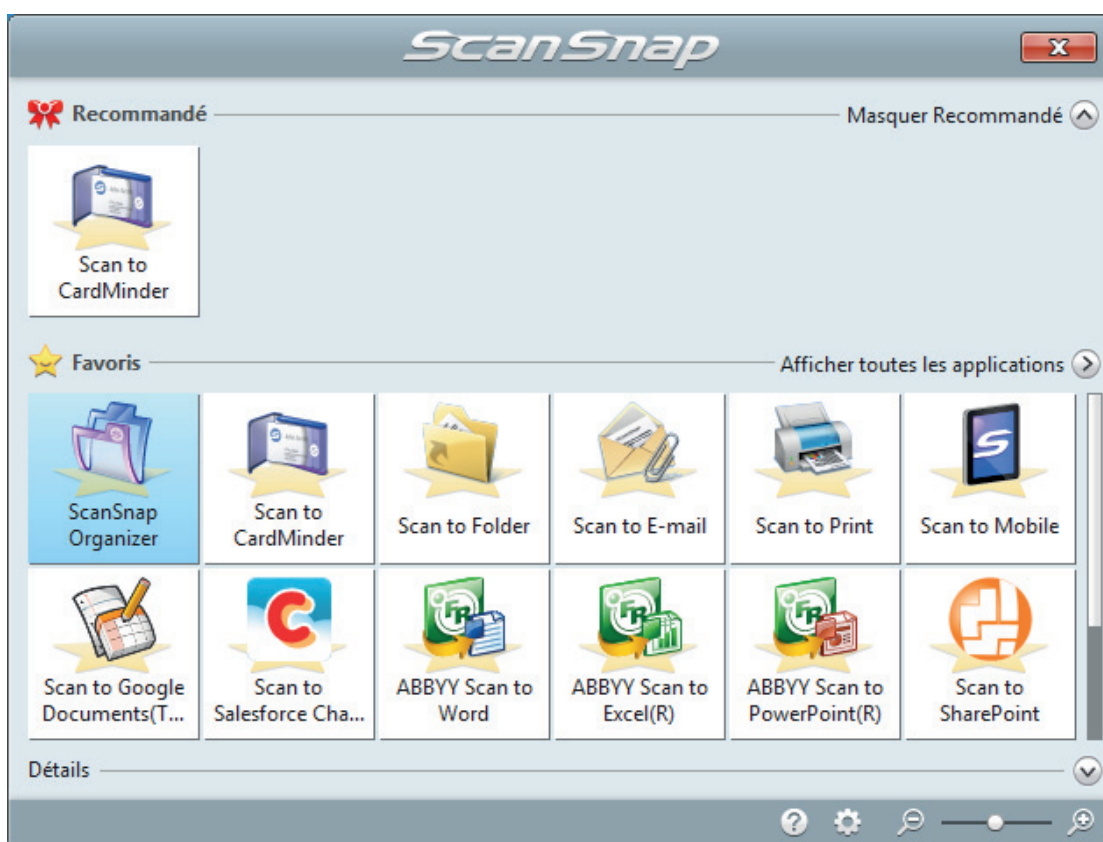 ScanSnap
Recommandé
Masquer Recommandé
Scan to
CardMinder
Favoris
Afficher toutes les applications
ScanSnap
Organizer
Scan to
CardMinder
Scan to Folder
Scan to E-mail
Scan to Print
Scan to Mobile
Scan to Google
Documents(T...
Scan to
Salesforce Cha...
ABBYY Scan to
Word
ABBYY Scan to
Excel(R)
ABBYY Scan to
PowerPoint(R)
Scan to
SharePoint
Détails